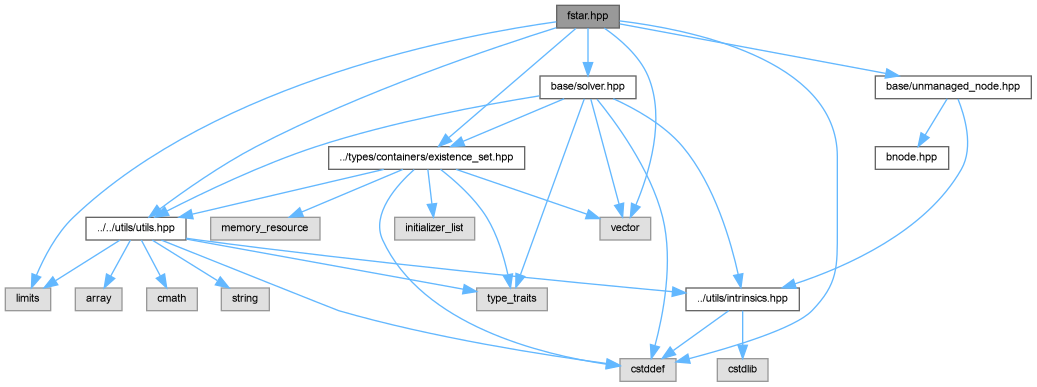 fstar.hpp
base/solver.hpp
base/unmanaged_node.hpp
../types/containers/existence_set.hpp
bnode.hpp
../../utils/utils.hpp
memory_resource
initializer_list
vector
limits
array
cmath
string
type_traits
../utils/intrinsics.hpp
cstddef
cstdlib